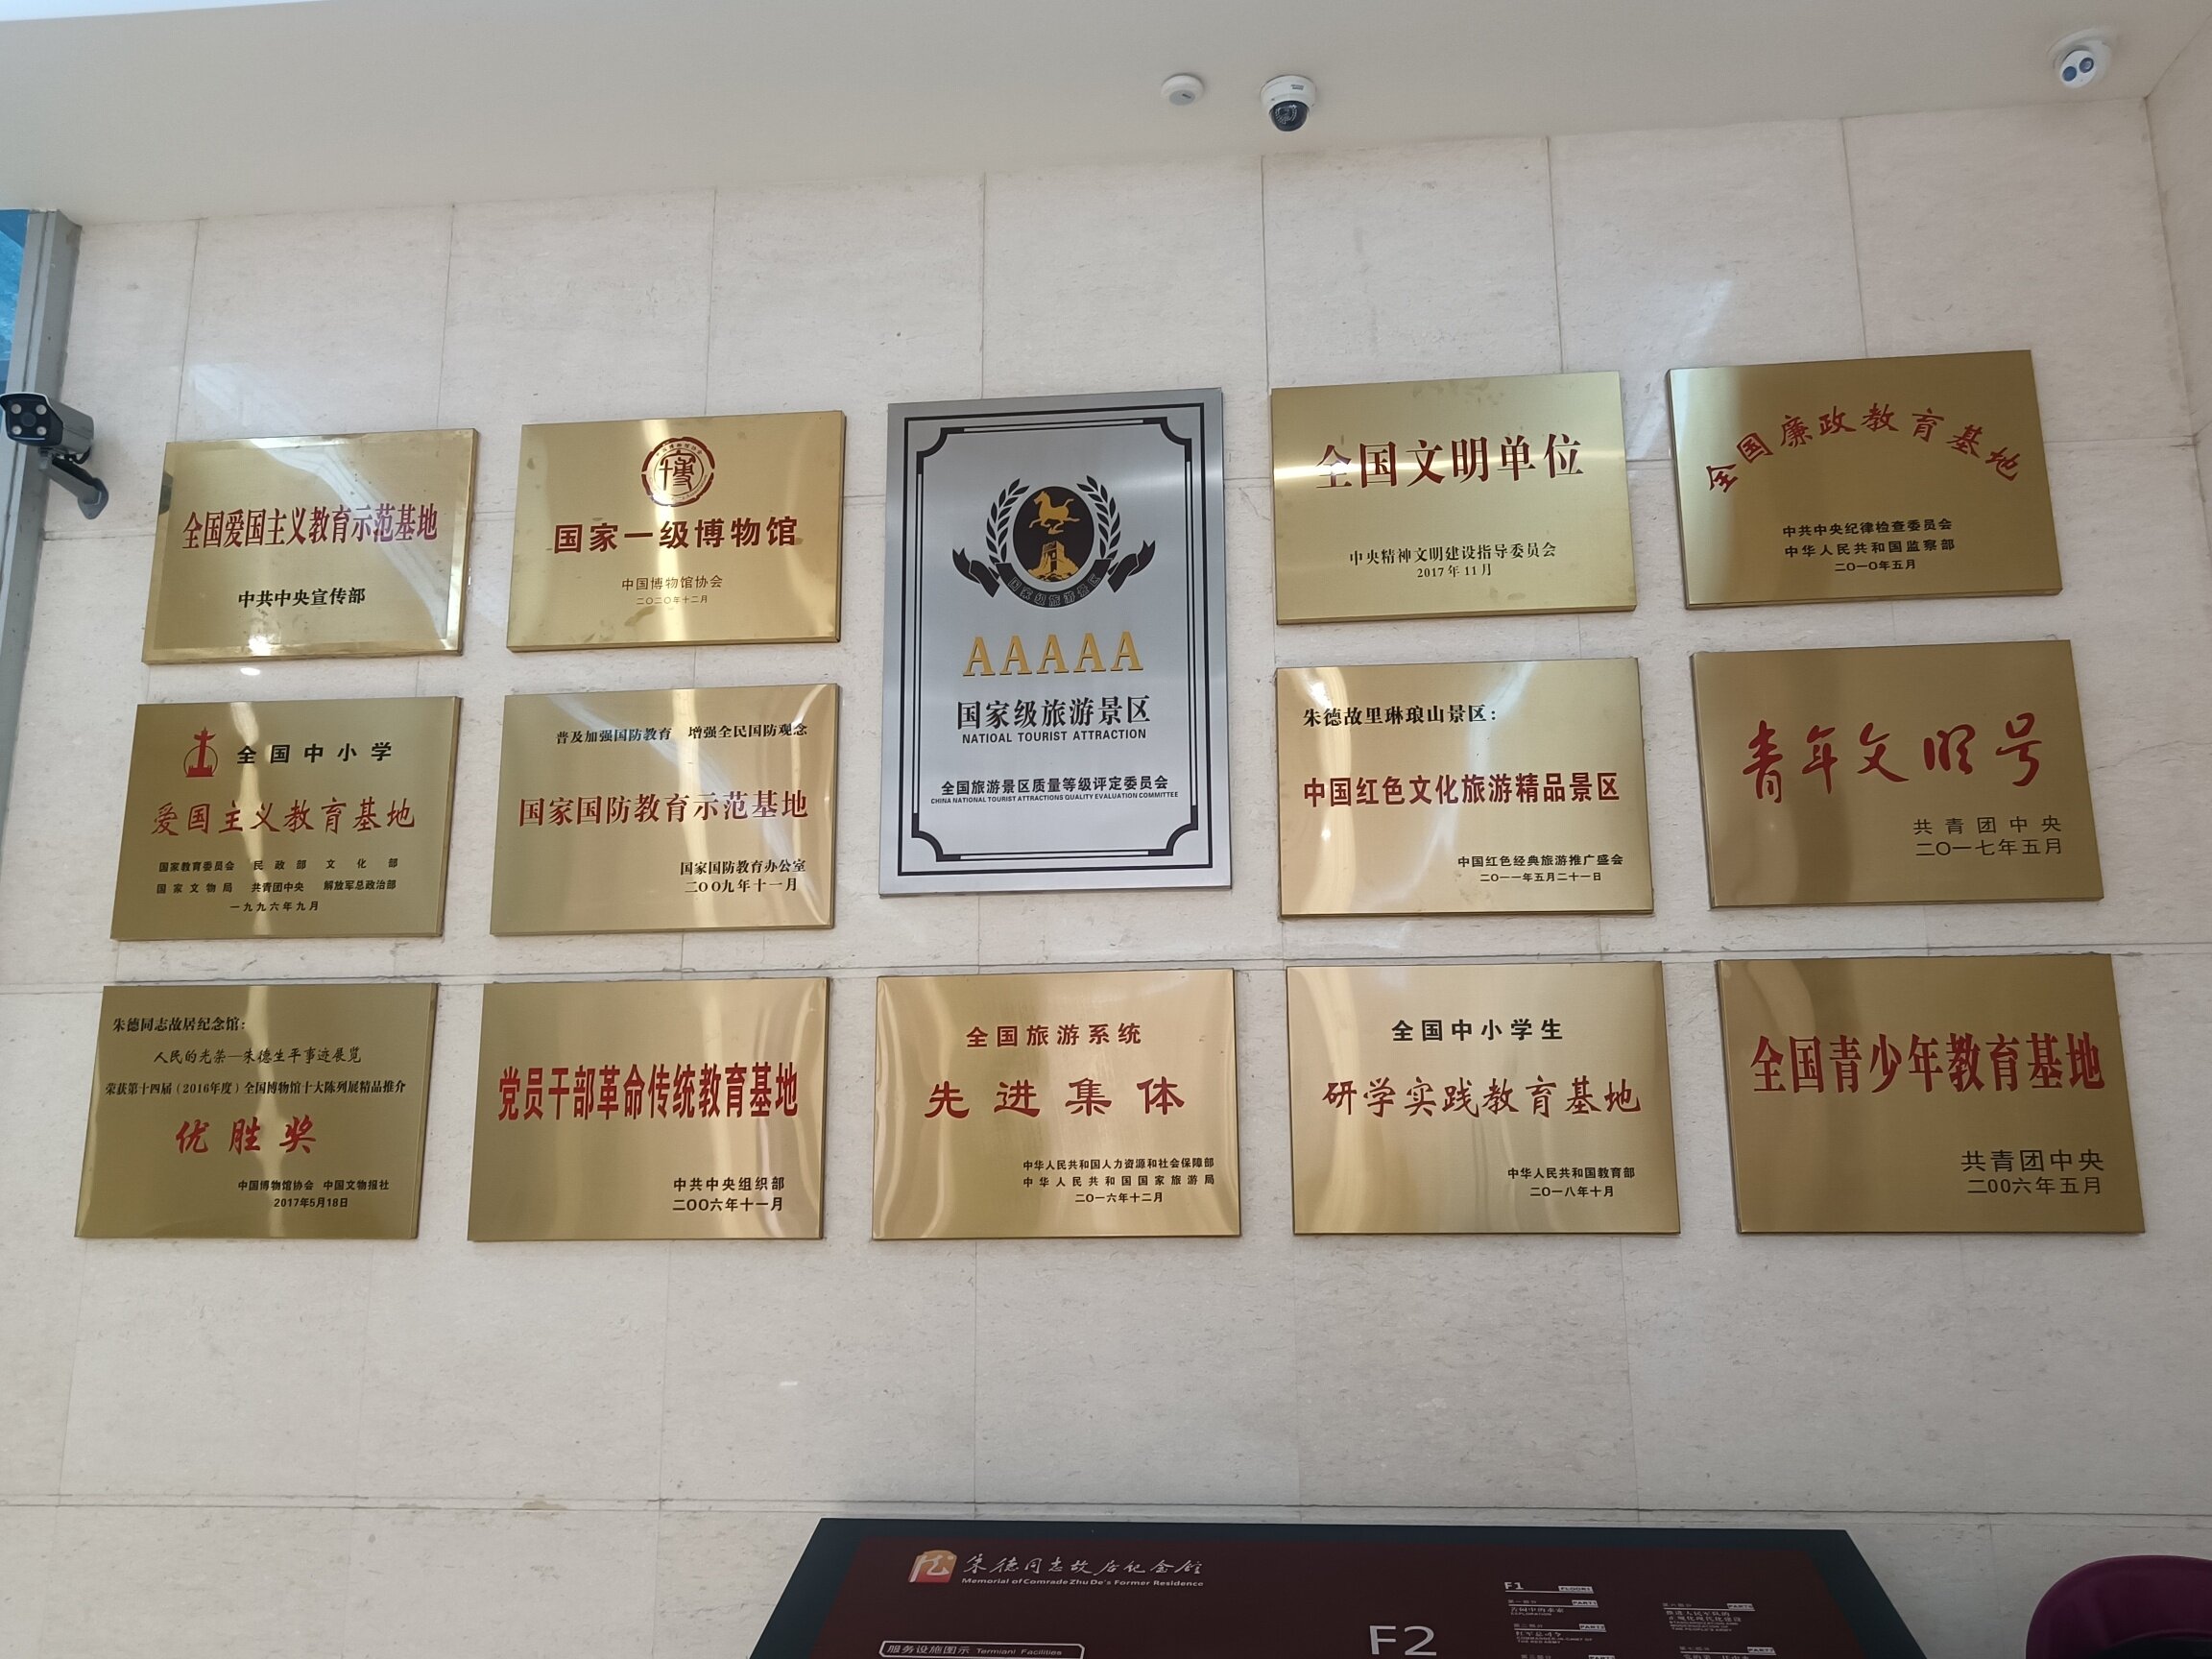 全国爱国主义教育示范基地
中共中央宣传部
国家一级博物馆
中国博物馆协会
二〇二〇年十二月
国家级旅游景区
AAAAA
国家级旅游景区
NATIOAL TOURIST ATTRACTION
全国旅游景区质量等级评定委员会
CHINA NATIONAL TOURIST ATTRACTIONS QUALITY EVALUATION COMMITTEE
全国文明单位
中央精神文明建设指导委员会
2017年11月
全国廉政教育基地
中共中央纪律检查委员会
中华人民共和国监察部
二〇一〇年五月
全国中小学
爱国主义教育基地
国家教育委员会 民政部 文化部
国家文物局 共青团中央 解放军总政治部
一九九六年九月
普及加强国防教育 增强全民国防观念
国家国防教育示范基地
国家国防教育办公室
二〇〇九年十一月
朱德故里琳琅山景区：
中国红色文化旅游精品景区
中国红色经典旅游推广盛会
二〇一一年五月二十一日
青年文明号
共青团中央
二〇一七年五月
朱德同志故居纪念馆：
人民的光荣—朱德生平事迹展览
荣获第十四届（2016年度）全国博物馆十大陈列展精品推介
优胜奖
中国博物馆协会 中国文物报社
2017年5月18日
党员干部革命传统教育基地
中共中央组织部
二〇〇六年十一月
全国旅游系统
先进集体
中华人民共和国人力资源和社会保障部
中华人民共和国国家旅游局
二〇一六年十二月
全国中小学生
研学实践教育基地
中华人民共和国教育部
二〇一八年十月
全国青少年教育基地
共青团中央
二〇〇六年五月
朱德同志故居纪念馆
Memorial of Comrade Zhu De's Former Residence
服务设施图示 Termianl Facilities
F2
F1